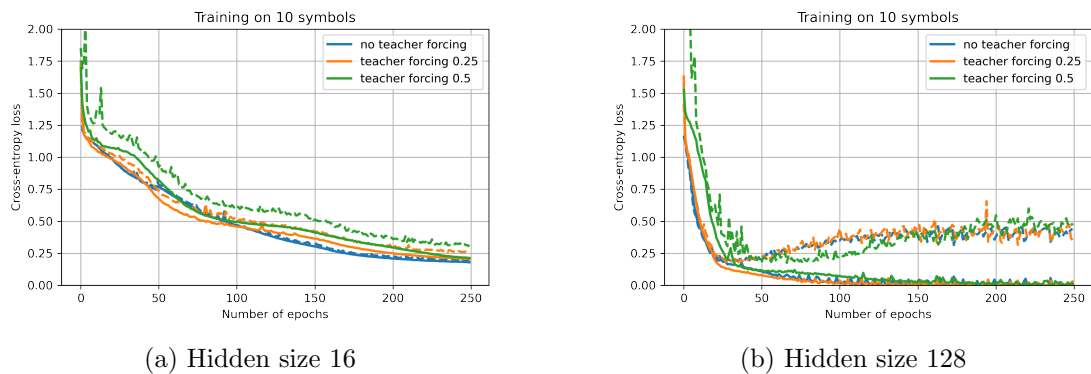 Training on 10 symbols
2.00
1.75
1.50
1.25
1.00
0.75
0.50
0.25
0.00
Cross-entropy loss
no teacher forcing
teacher forcing 0.25
teacher forcing 0.5
0 50 100 150 200 250
Number of epochs
(a) Hidden size 16
Training on 10 symbols
2.00
1.75
1.50
1.25
1.00
0.75
0.50
0.25
0.00
Cross-entropy loss
no teacher forcing
teacher forcing 0.25
teacher forcing 0.5
0 50 100 150 200 250
Number of epochs
(b) Hidden size 128